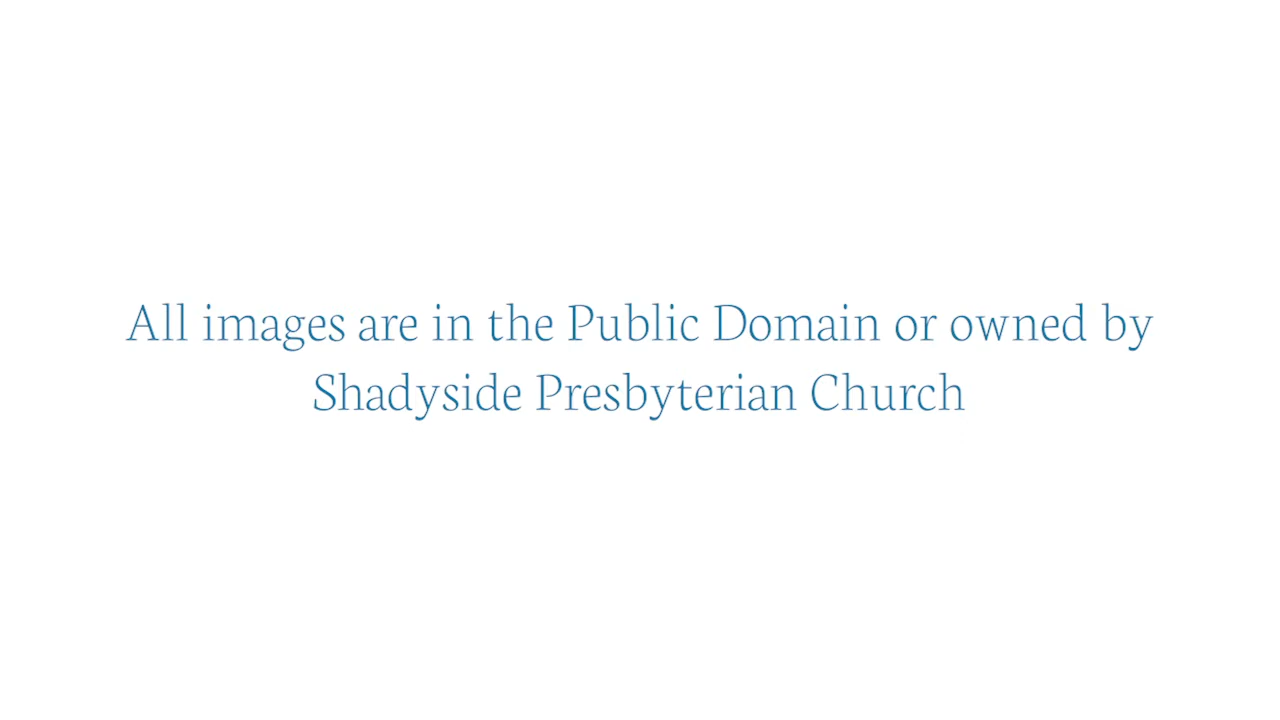 All images are in the Public Domain or owned by
Shadyside Presbyterian Church